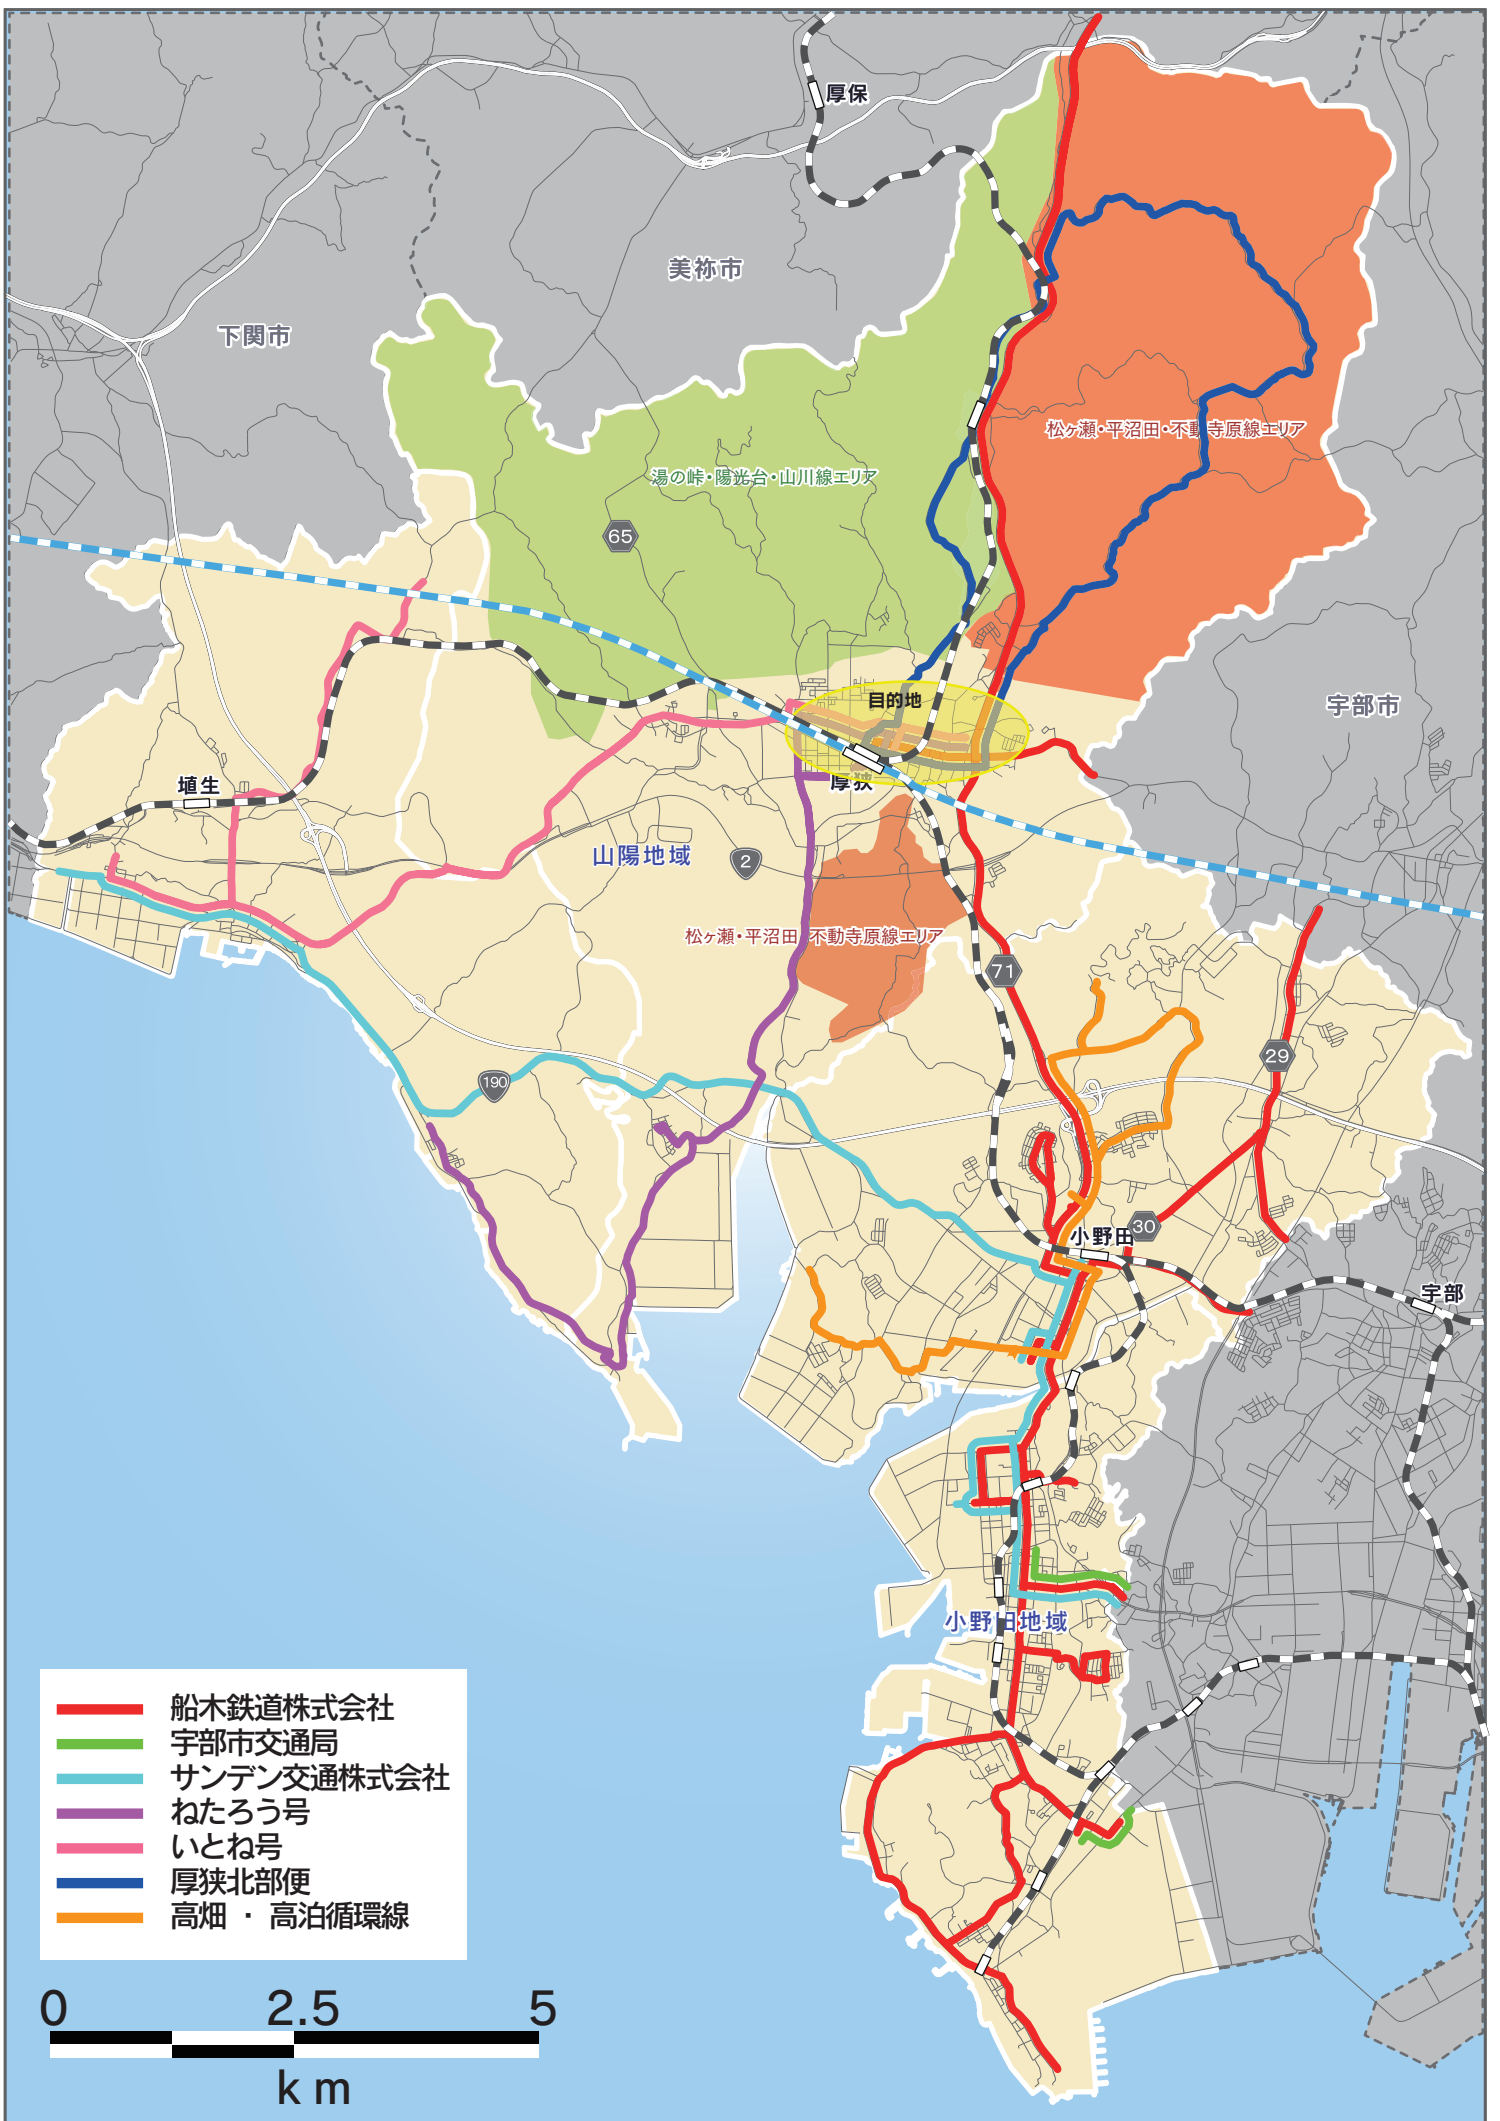 厚保
美祢市
下関市
松ヶ瀬・平沼田・不動寺原線エリア
湯の峠・陽光台・山川線エリア
65
目的地
宇部市
埴生
厚狭
山陽地域
2
松ヶ瀬・平沼田・不動寺原線エリア
71
29
190
小野田
30
宇部
小野田地域
船木鉄道株式会社
宇部市交通局
サンデン交通株式会社
ねたろう号
いとね号
厚狭北部便
高畑 ・ 高泊循環線
0 2.5 5
km